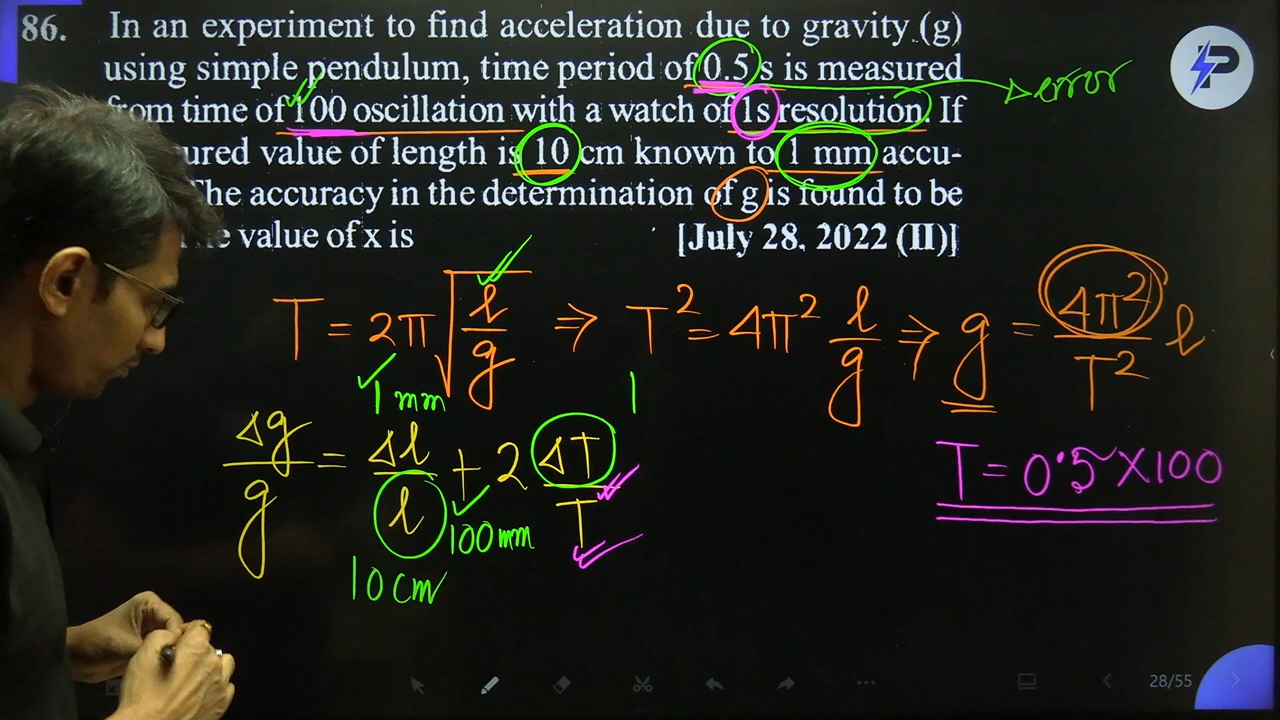 86. In an experiment to find acceleration due to gravity (g)
using simple pendulum, time period of 0.5 s is measured
from time of 100 oscillation with a watch of 1s resolution. If
value of length is 10 cm known to 1 mm accu-
The accuracy in the determination of g is found to be
value of x is [July 28, 2022 (II)]
→ error
T = 2π √(l/g) ⇒ T² = 4π² l/g ⇒ g = 4π²/T² l
1 mm
1
Δg/g = Δl/l + 2 ΔT/T
T = 0.5 × 100
100 mm
10 cm
P
28/55